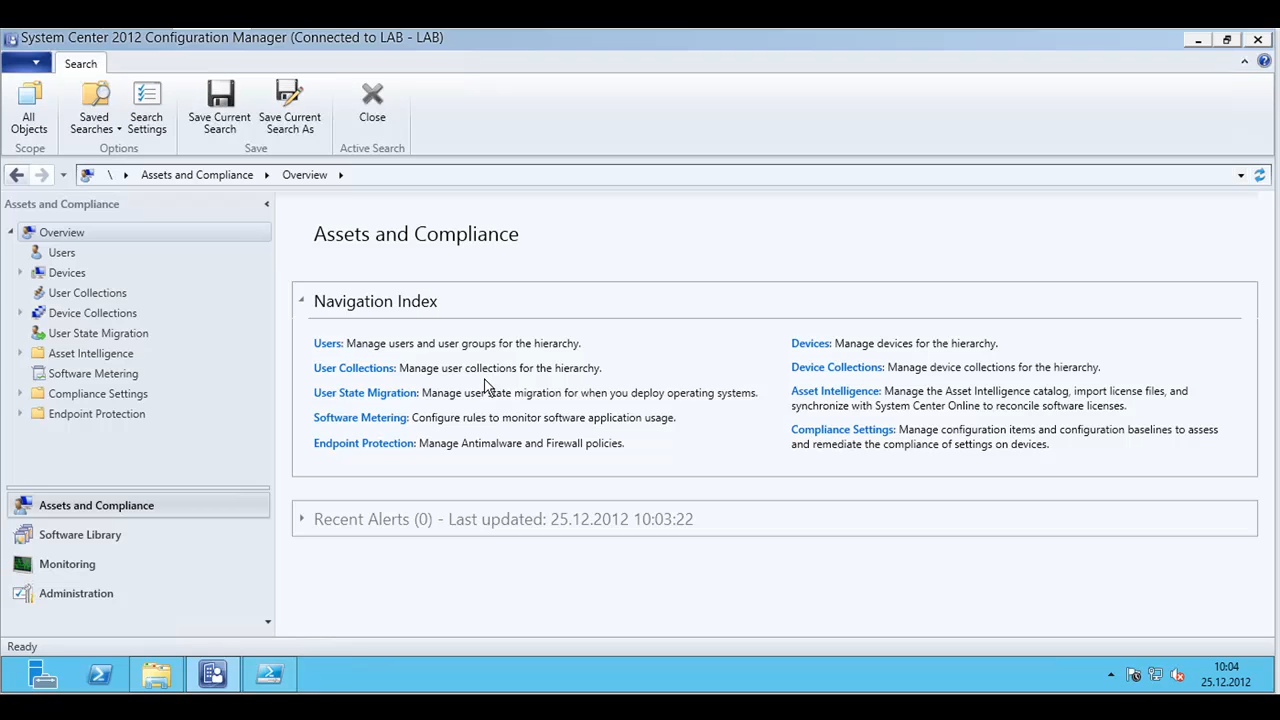 System Center 2012 Configuration Manager (Connected to LAB - LAB)
Search
All Objects
Saved Searches
Search Settings
Save Current Search
Save Current Search As
Close
Scope
Options
Save
Active Search
\ Assets and Compliance Overview
Assets and Compliance
Overview
Users
Devices
User Collections
Device Collections
User State Migration
Asset Intelligence
Software Metering
Compliance Settings
Endpoint Protection
Assets and Compliance
Software Library
Monitoring
Administration
Assets and Compliance
Navigation Index
Users: Manage users and user groups for the hierarchy.
User Collections: Manage user collections for the hierarchy.
User State Migration: Manage user state migration for when you deploy operating systems.
Software Metering: Configure rules to monitor software application usage.
Endpoint Protection: Manage Antimalware and Firewall policies.
Devices: Manage devices for the hierarchy.
Device Collections: Manage device collections for the hierarchy.
Asset Intelligence: Manage the Asset Intelligence catalog, import license files, and
synchronize with System Center Online to reconcile software licenses.
Compliance Settings: Manage configuration items and configuration baselines to assess
and remediate the compliance of settings on devices.
Recent Alerts (0) - Last updated: 25.12.2012 10:03:22
Ready
10:04
25.12.2012